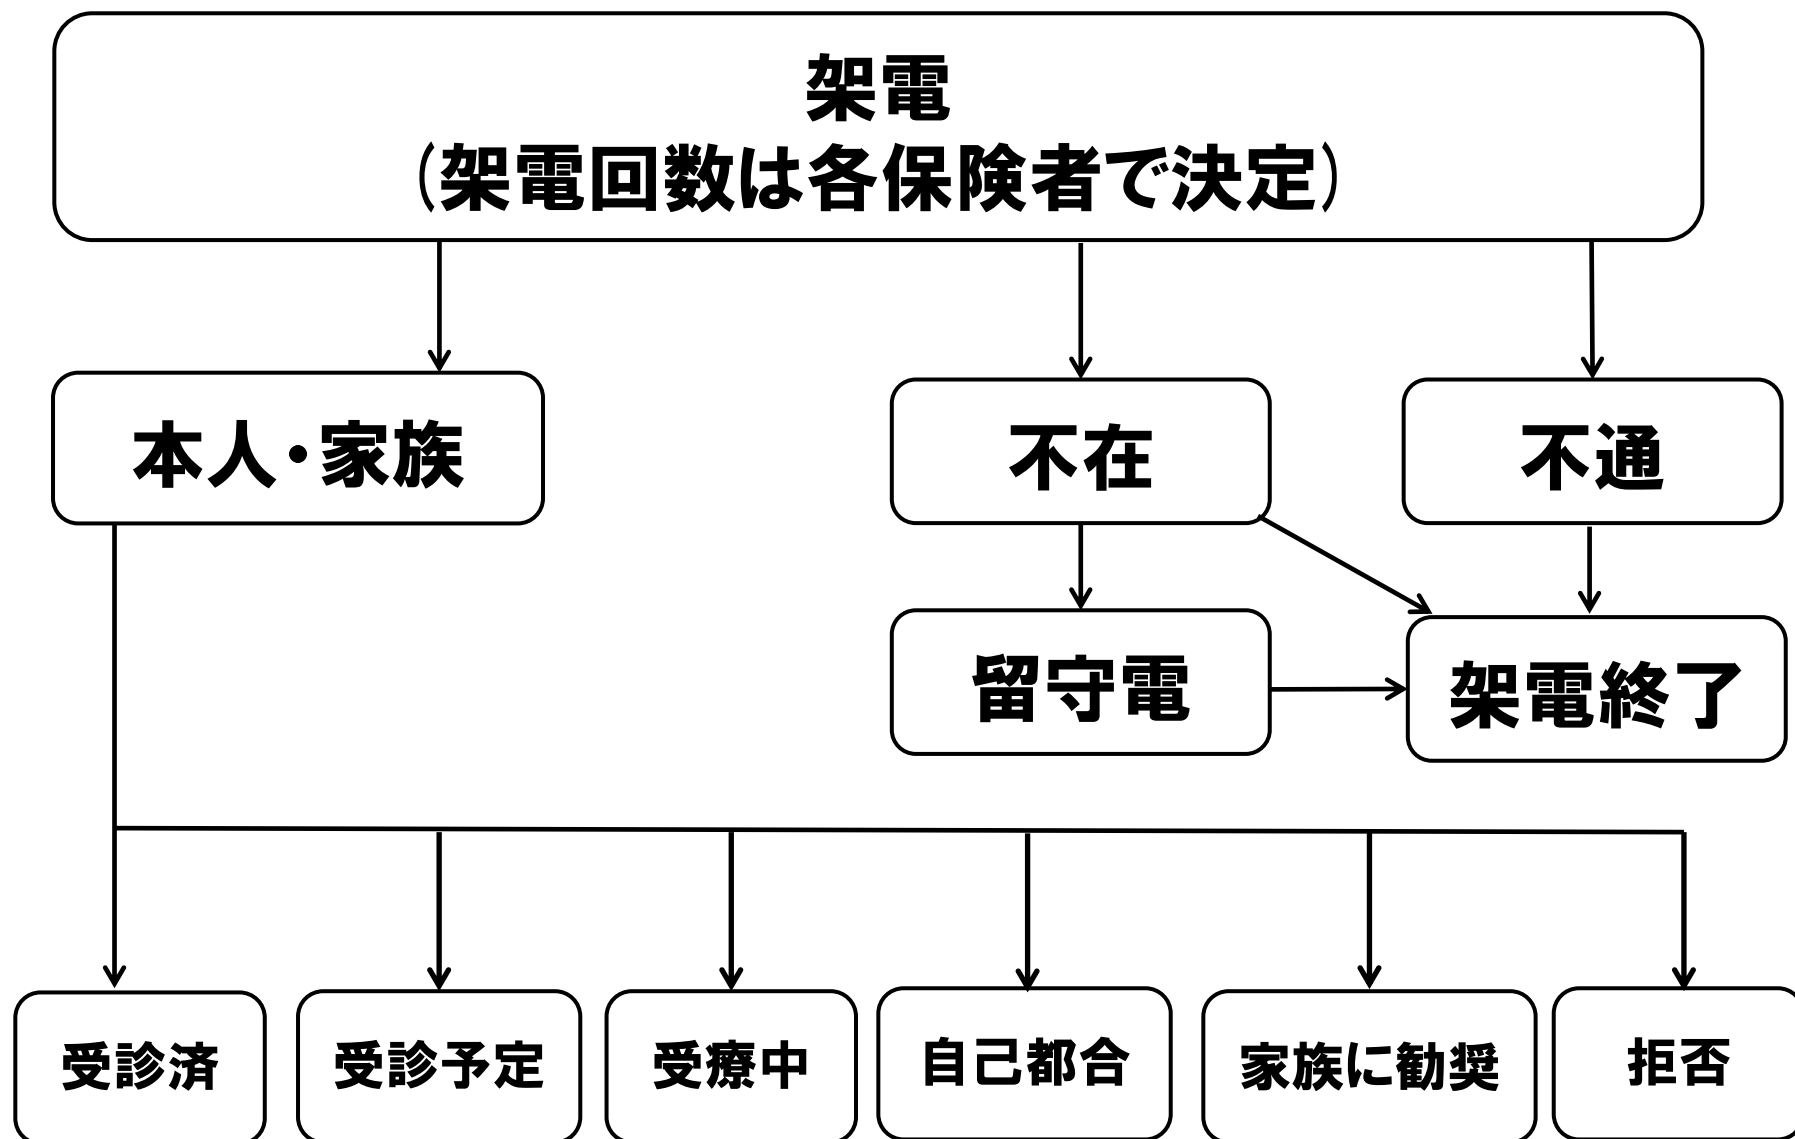 架電
(架電回数は各保険者で決定)
本人・家族
不在
不通
留守電
架電終了
受診済
受診予定
受療中
自己都合
家族に勧奨
拒否